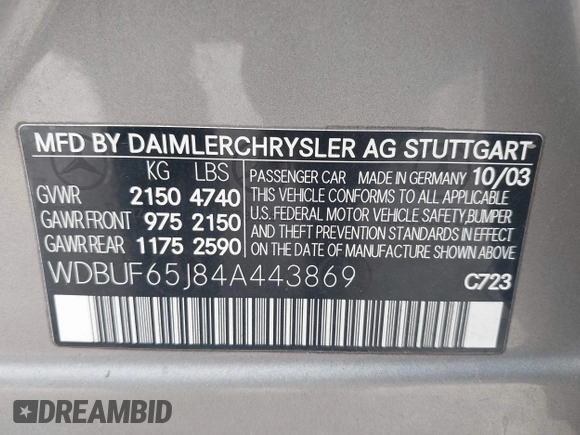 MFD BY DAIMLERCHRYSLER AG STUTTGART
KG LBS
GVWR 2150 4740
GAWR FRONT 975 2150
GAWR REAR 1175 2590
PASSENGER CAR MADE IN GERMANY 10/03
THIS VEHICLE CONFORMS TO ALL APPLICABLE
U.S. FEDERAL MOTOR VEHICLE SAFETY,BUMPER
AND THEFT PREVENTION STANDARDS IN EFFECT
ON THE DATE OF MANUFACTURE SHOWN ABOVE.
WDBUF65J84A443869
C723
DREAMBID